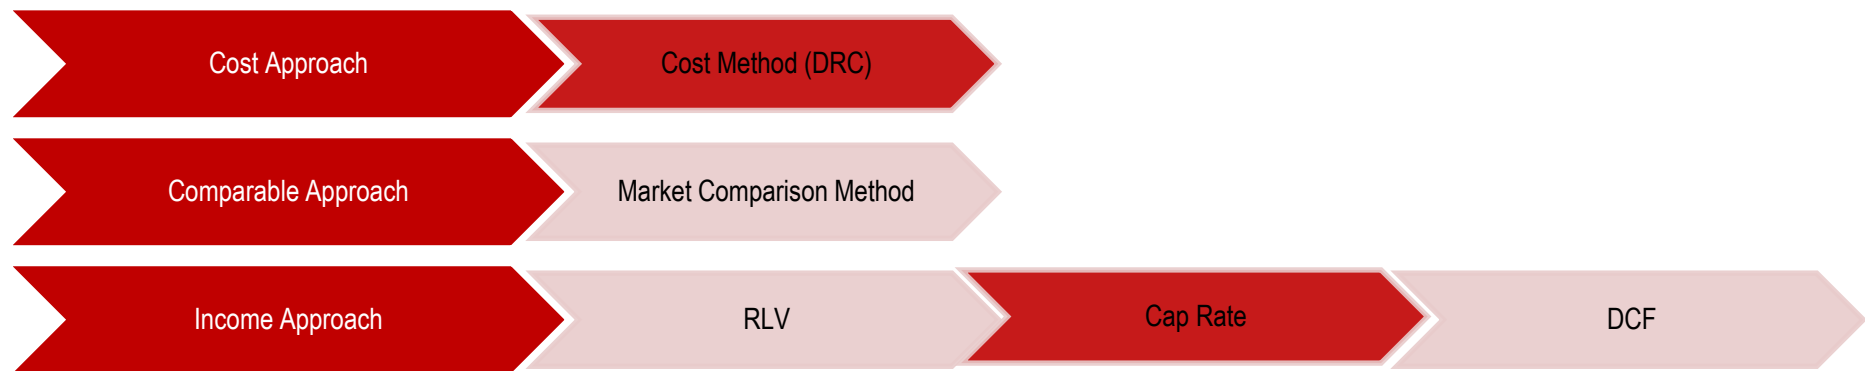 Cost Approach
Cost Method (DRC)
Comparable Approach
Market Comparison Method
Income Approach
RLV
Cap Rate
DCF